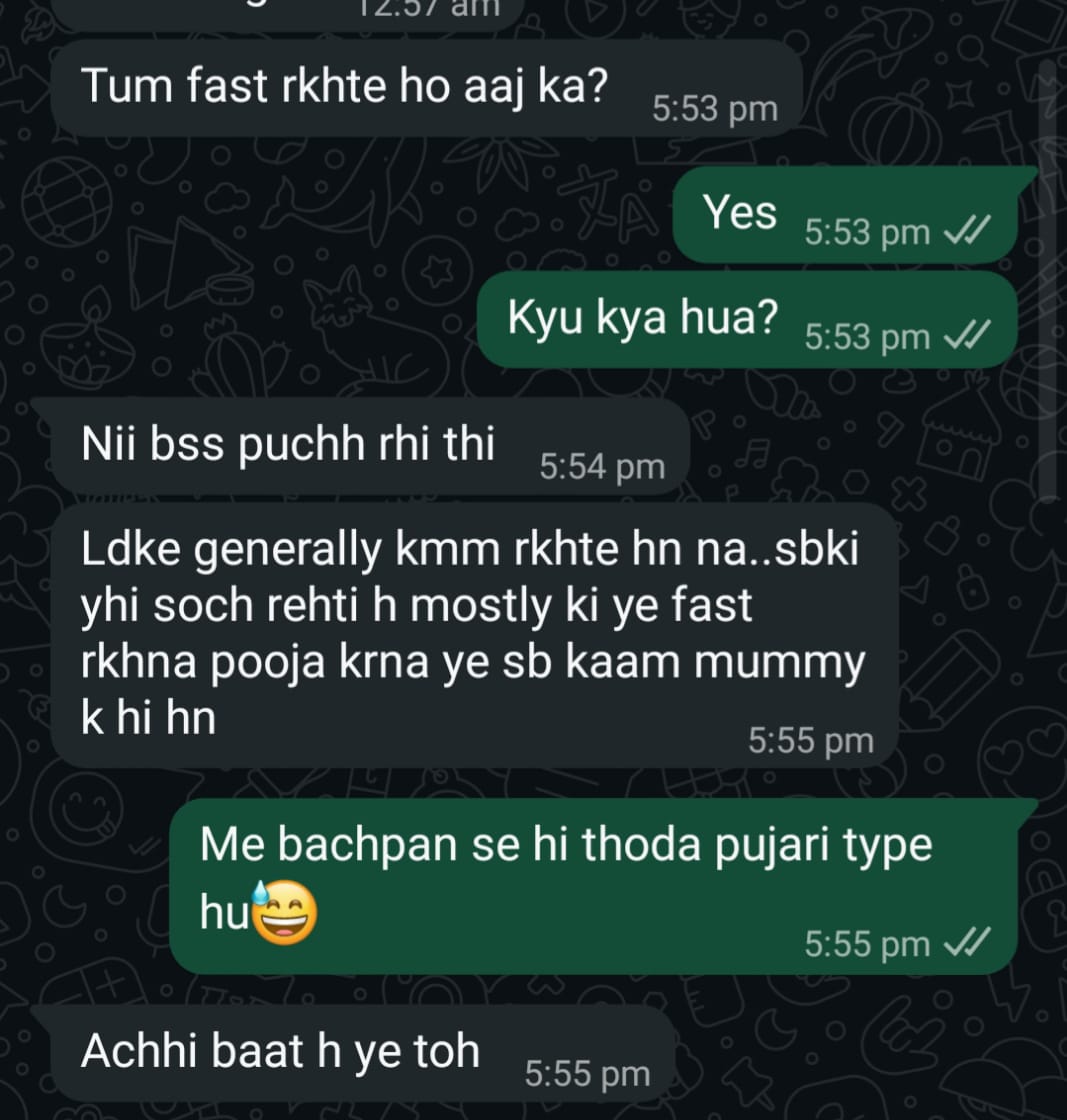 12:57 am
Tum fast rkhte ho aaj ka? 5:53 pm
Yes 5:53 pm
Kyu kya hua? 5:53 pm
Nii bss puchh rhi thi 5:54 pm
Ldke generally kmm rkhte hn na..sbki
yhi soch rehti h mostly ki ye fast
rkhna pooja krna ye sb kaam mummy
k hi hn
5:55 pm
Me bachpan se hi thoda pujari type
hu😅
5:55 pm
Achhi baat h ye toh 5:55 pm